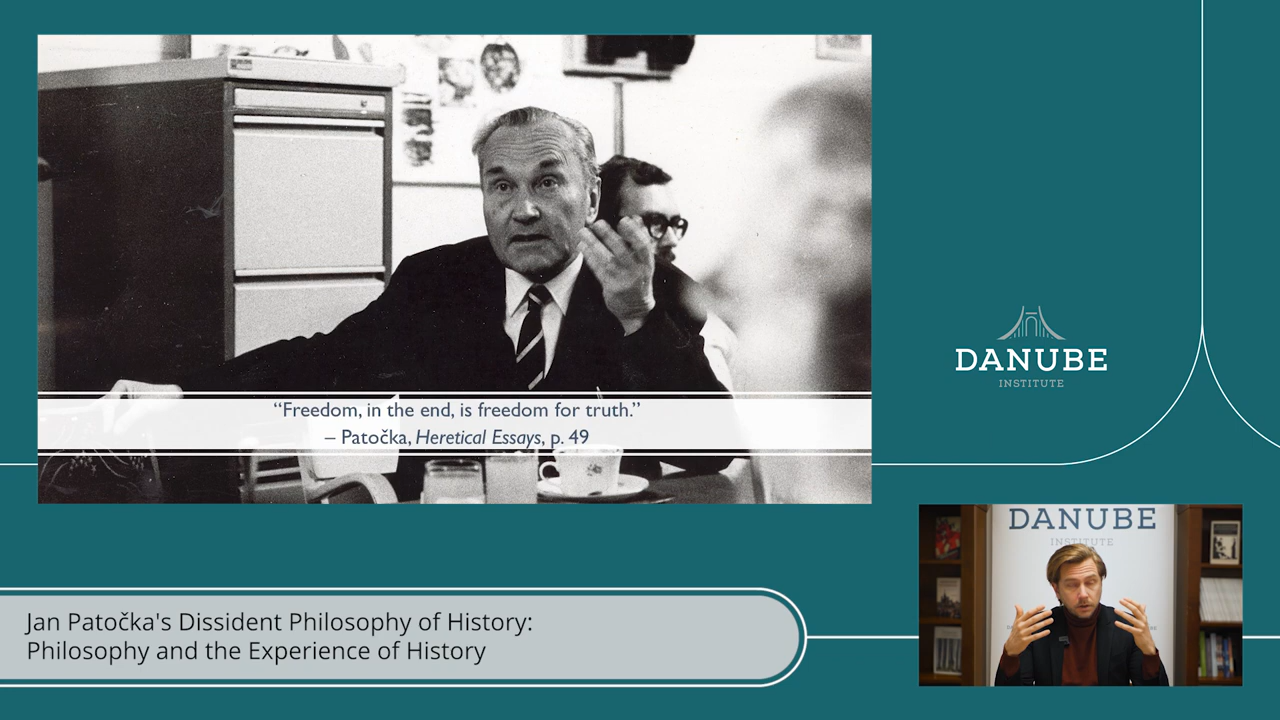 “Freedom, in the end, is freedom for truth.”
– Patočka, Heretical Essays, p. 49
DANUBE
INSTITUTE
DANUBE
INSTITUTE
Jan Patočka's Dissident Philosophy of History:
Philosophy and the Experience of History